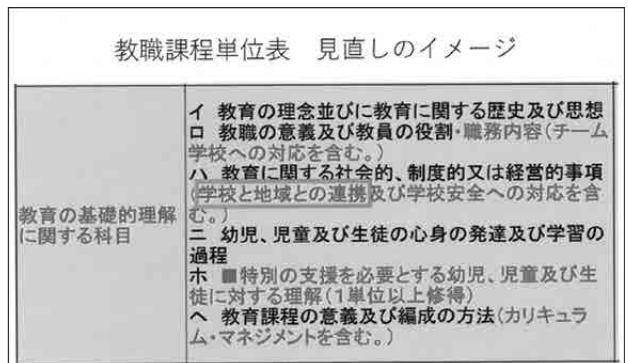 教職課程単位表 見直しのイメージ
教育の基礎的理解
に関する科目
イ 教育の理念並びに教育に関する歴史及び思想
ロ 教職の意義及び教員の役割・職務内容(チーム
学校への対応を含む。)
ハ 教育に関する社会的、制度的又は経営的事項
(学校と地域との連携及び学校安全への対応を含
む。)
ニ 幼児、児童及び生徒の心身の発達及び学習の
過程
ホ ■特別の支援を必要とする幼児、児童及び生
徒に対する理解(1単位以上修得)
ヘ 教育課程の意義及び編成の方法(カリキュラ
ム・マネジメントを含む。)